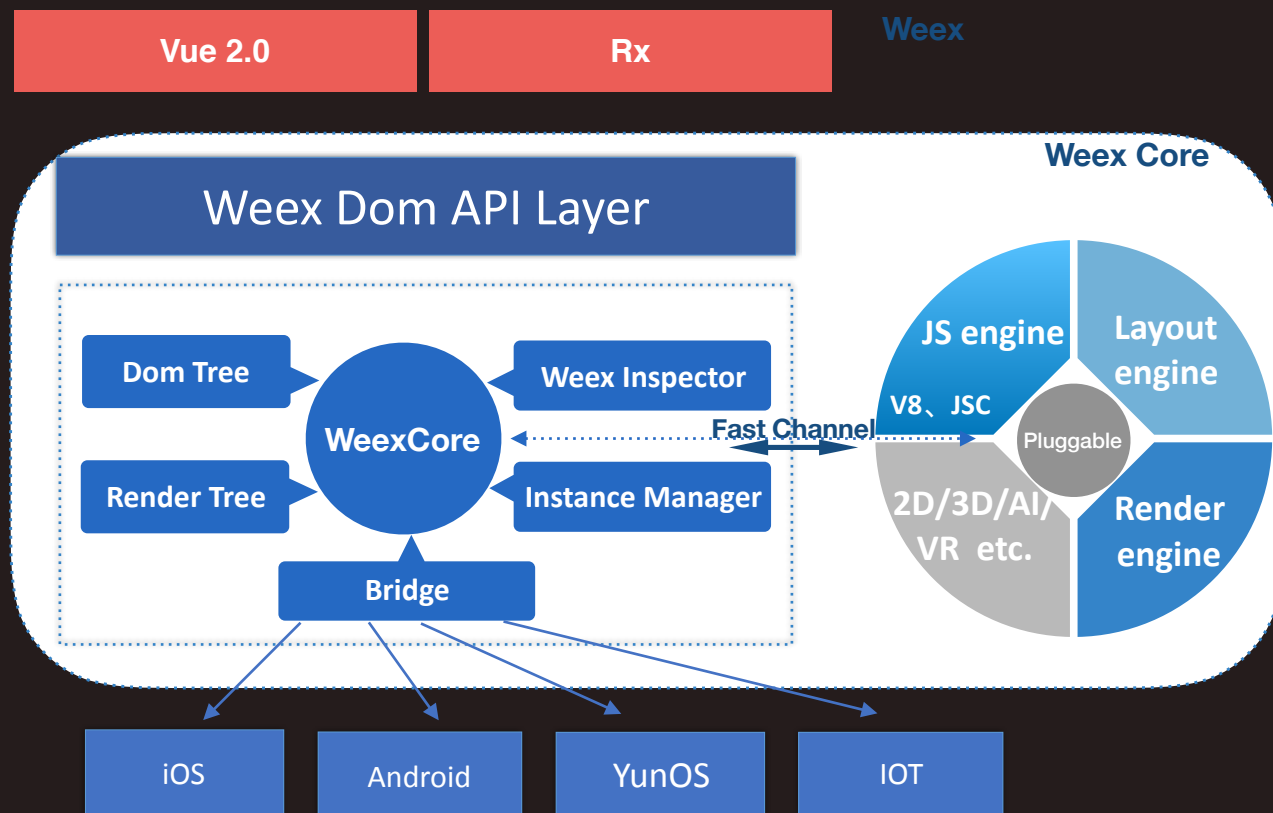 Vue 2.0
Rx
Weex
Weex Core
Weex Dom API Layer
Dom Tree
Weex Inspector
WeexCore
Render Tree
Instance Manager
Bridge
Fast Channel
JS engine
V8、JSC
Layout
engine
Pluggable
2D/3D/AI/
VR etc.
Render
engine
iOS
Android
YunOS
IOT